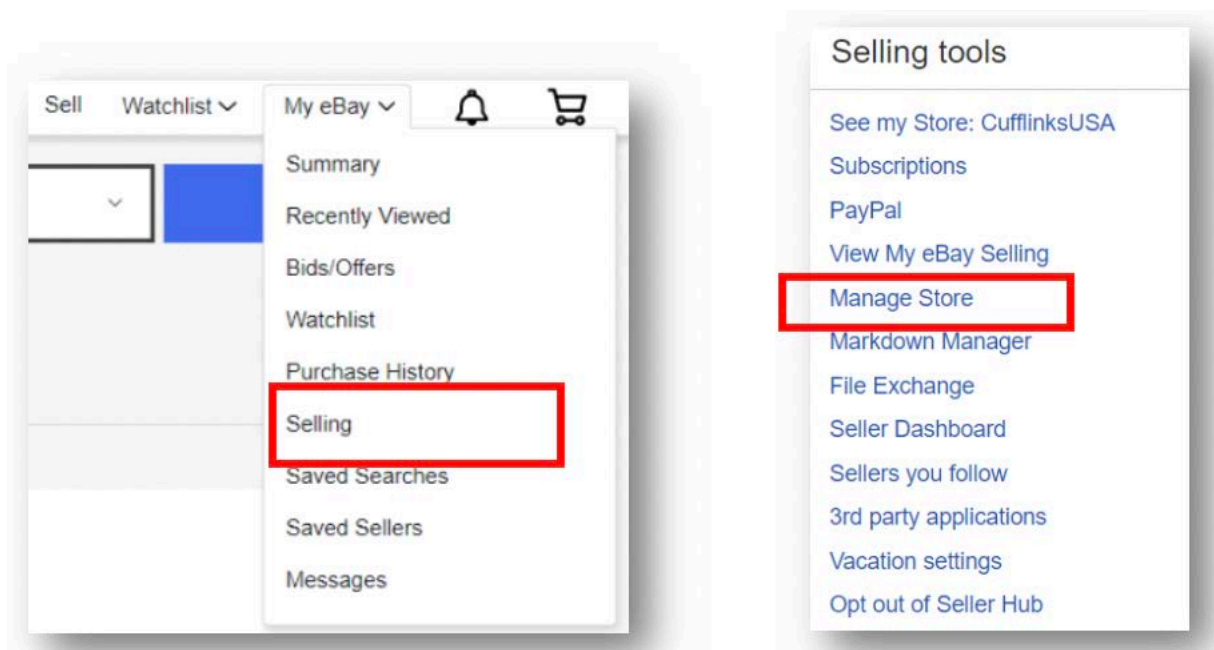 Sell Watchlist My eBay
Summary
Recently Viewed
Bids/Offers
Watchlist
Purchase History
Selling
Saved Searches
Saved Sellers
Messages
Selling tools
See my Store: CufflinksUSA
Subscriptions
PayPal
View My eBay Selling
Manage Store
Markdown Manager
File Exchange
Seller Dashboard
Sellers you follow
3rd party applications
Vacation settings
Opt out of Seller Hub